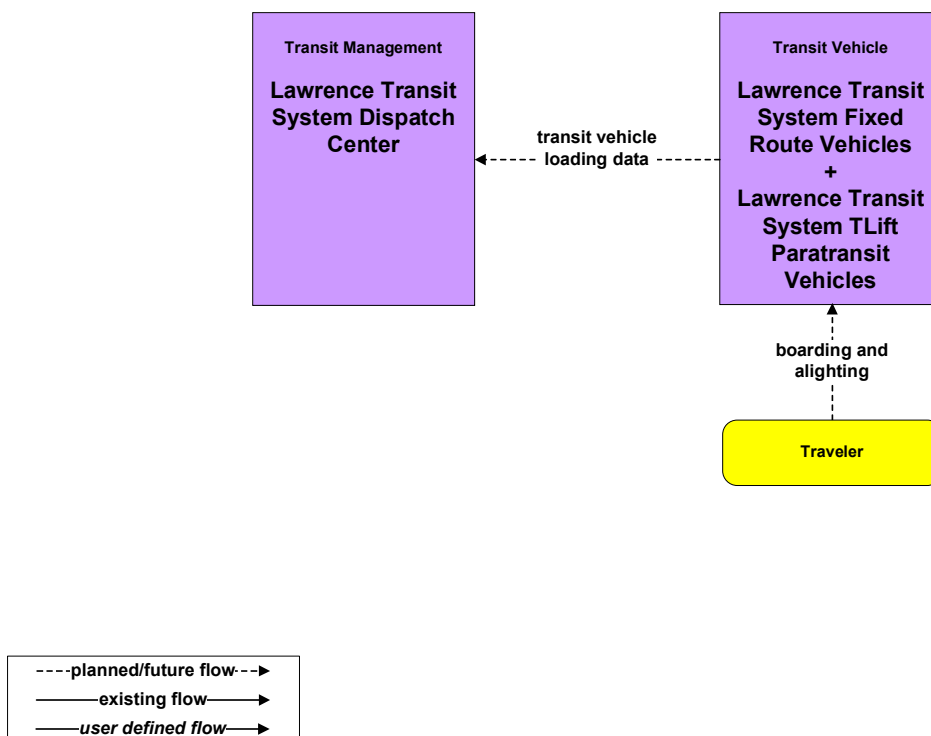 Transit Management
Lawrence Transit
System Dispatch
Center
transit vehicle
loading data
Transit Vehicle
Lawrence Transit
System Fixed
Route Vehicles
+
Lawrence Transit
System TLift
Paratransit
Vehicles
boarding and
alighting
Traveler
planned/future flow
existing flow
user defined flow